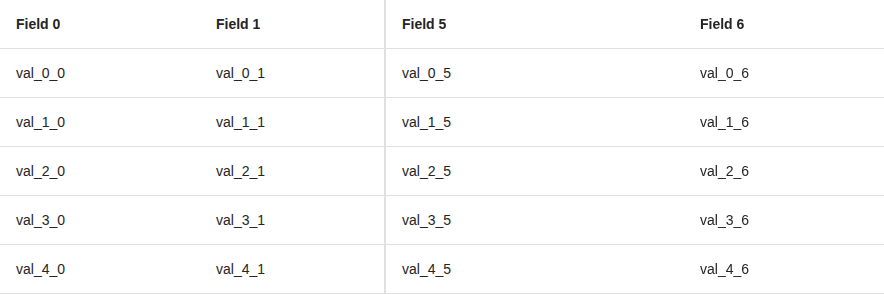 Field 0 Field 1 Field 5 Field 6
val_0_0 val_0_1 val_0_5 val_0_6
val_1_0 val_1_1 val_1_5 val_1_6
val_2_0 val_2_1 val_2_5 val_2_6
val_3_0 val_3_1 val_3_5 val_3_6
val_4_0 val_4_1 val_4_5 val_4_6